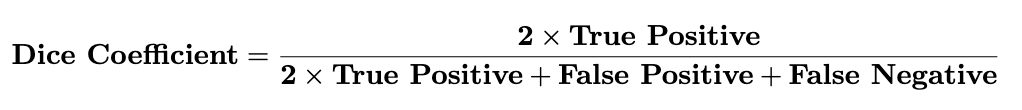 Dice Coefficient = 2 × True Positive
2 × True Positive + False Positive + False Negative